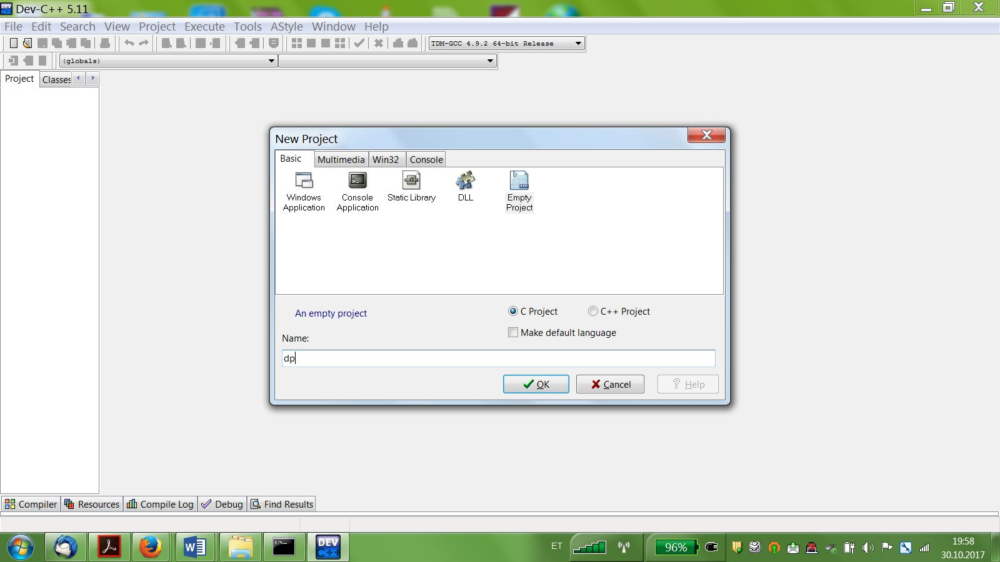 Dev-C++ 5.11
File Edit Search View Project Execute Tools AStyle Window Help
TDM-GCC 4.9.2 64-bit Release
(globals)
Project Classes
New Project
Basic Multimedia Win32 Console
Windows Application
Console Application
Static Library
DLL
Empty Project
An empty project
C Project C++ Project
Make default language
Name:
dp
OK Cancel ? Help
Compiler Resources Compile Log Debug Find Results
DEV C++
ET
96%
19:58
30.10.2017